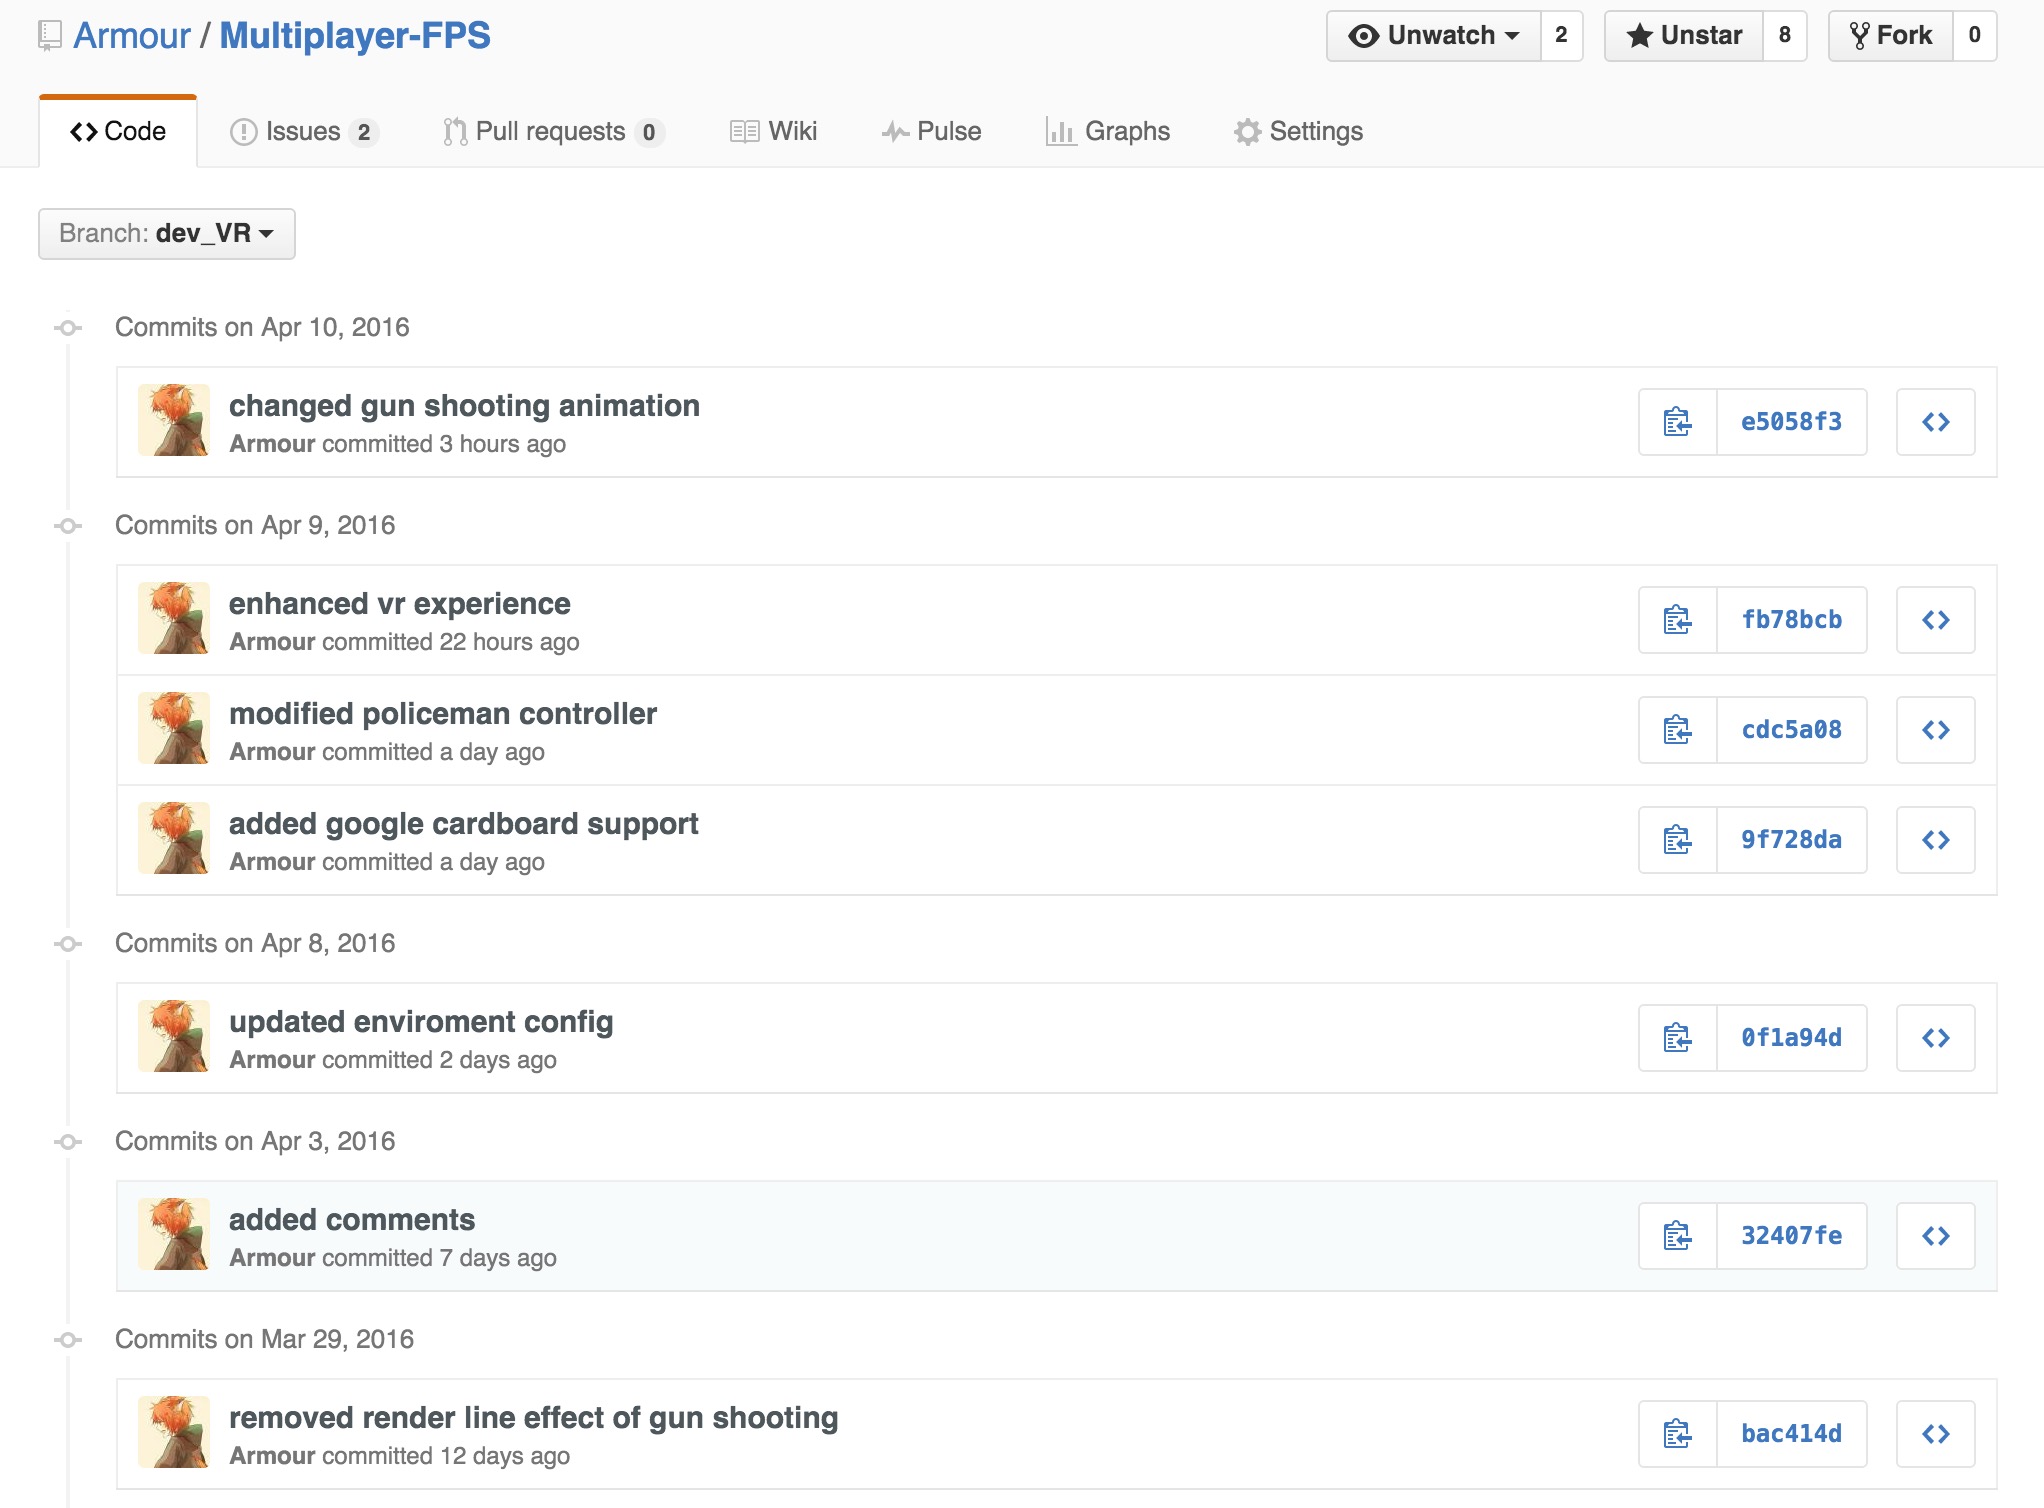 Armour / Multiplayer-FPS
Unwatch 2 Unstar 8 Fork 0
Code Issues 2 Pull requests 0 Wiki Pulse Graphs Settings
Branch: dev_VR
Commits on Apr 10, 2016
changed gun shooting animation
Armour committed 3 hours ago
e5058f3
Commits on Apr 9, 2016
enhanced vr experience
Armour committed 22 hours ago
fb78bcb
modified policeman controller
Armour committed a day ago
cdc5a08
added google cardboard support
Armour committed a day ago
9f728da
Commits on Apr 8, 2016
updated enviroment config
Armour committed 2 days ago
0f1a94d
Commits on Apr 3, 2016
added comments
Armour committed 7 days ago
32407fe
Commits on Mar 29, 2016
removed render line effect of gun shooting
Armour committed 12 days ago
bac414d